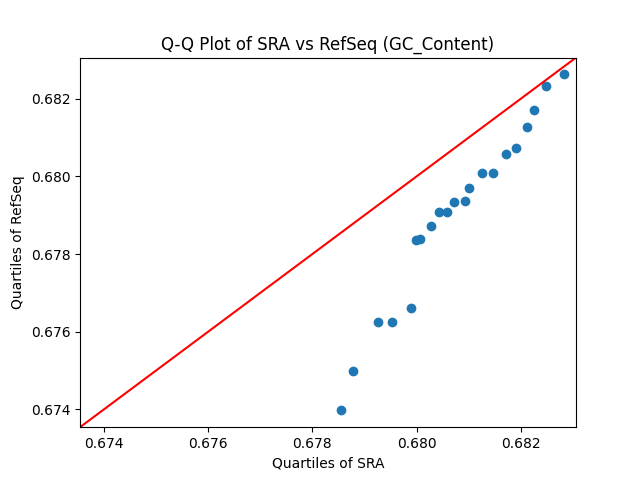 Q-Q Plot of SRA vs RefSeq (GC_Content)
Quartiles of RefSeq
0.682
0.680
0.678
0.676
0.674
0.674 0.676 0.678 0.680 0.682
Quartiles of SRA